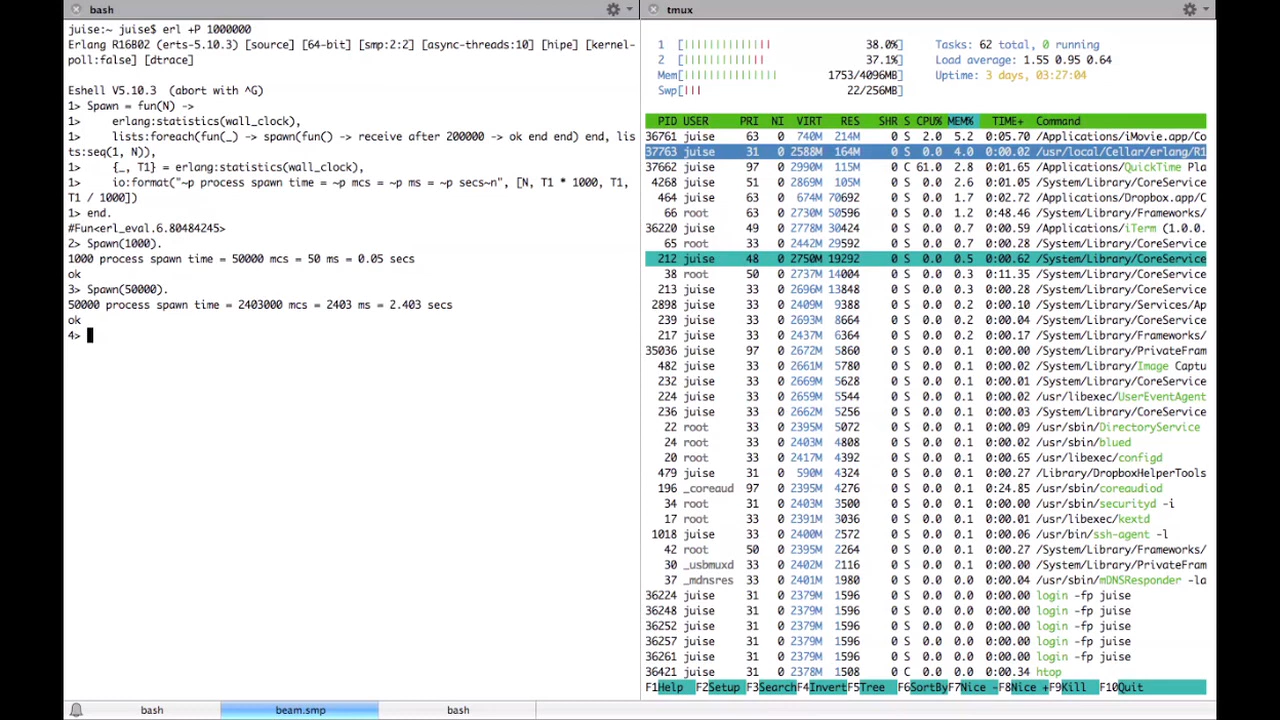 bash
juise:~ juise$ erl +P 1000000
Erlang R16B02 (erts-5.10.3) [source] [64-bit] [smp:2:2] [async-threads:10] [hipe] [kernel-
poll:false] [dtrace]
Eshell V5.10.3  (abort with ^G)
1> Spawn = fun(N) ->
1>     erlang:statistics(wall_clock),
1>     lists:foreach(fun(_) -> spawn(fun() -> receive after 200000 -> ok end end) end, lis
ts:seq(1, N)),
1>     {_, T1} = erlang:statistics(wall_clock),
1>     io:format("~p process spawn time = ~p mcs = ~p ms = ~p secs~n", [N, T1 * 1000, T1,
T1 / 1000])
1> end.
#Fun<erl_eval.6.80484245>
2> Spawn(1000).
1000 process spawn time = 50000 mcs = 50 ms = 0.05 secs
ok
3> Spawn(50000).
50000 process spawn time = 2403000 mcs = 2403 ms = 2.403 secs
ok
4>
tmux
1 [||||||||||||||| 38.0%] Tasks: 62 total, 0 running
2 [|||||||||||||| 37.1%] Load average: 1.55 0.95 0.64
Mem[|||||||||||||||| 1753/4096MB] Uptime: 3 days, 03:27:04
Swp[||| 22/256MB]
PID USER PRI NI VIRT RES SHR S CPU% MEM% TIME+ Command
36761 juise 63 0 740M 214M 0 S 2.0 5.2 0:05.70 /Applications/iMovie.app/Co
37763 juise 31 0 2588M 164M 0 S 0.0 4.0 0:00.02 /usr/local/Cellar/erlang/R1
37662 juise 97 0 2990M 115M 0 C 61.0 2.8 0:01.65 /Applications/QuickTime Pla
4268 juise 51 0 2869M 105M 0 S 0.0 2.6 0:01.05 /System/Library/CoreService
464 juise 63 0 674M 70692 0 S 0.0 1.7 0:02.72 /Applications/Dropbox.app/C
66 root 63 0 2730M 50596 0 S 0.0 1.2 0:48.46 /System/Library/Frameworks/
36220 juise 49 0 2778M 30424 0 S 0.0 0.7 0:00.59 /Applications/iTerm (1.0.0.
65 root 33 0 2442M 29592 0 S 0.0 0.7 0:00.28 /System/Library/CoreService
212 juise 48 0 2750M 19292 0 S 0.0 0.5 0:00.62 /System/Library/CoreService
38 root 50 0 2737M 14004 0 S 0.0 0.3 0:11.35 /System/Library/Frameworks/
213 juise 33 0 2696M 13848 0 S 0.0 0.3 0:00.28 /System/Library/CoreService
2898 juise 33 0 2409M 9388 0 S 0.0 0.2 0:00.10 /System/Library/Services/Ap
239 juise 33 0 2693M 8664 0 S 0.0 0.2 0:00.04 /System/Library/CoreService
217 juise 33 0 2437M 6364 0 S 0.0 0.2 0:00.17 /System/Library/Frameworks/
35036 juise 97 0 2672M 5860 0 S 0.0 0.1 0:00.00 /System/Library/PrivateFram
482 juise 33 0 2661M 5780 0 S 0.0 0.1 0:00.00 /System/Library/Image Captu
232 juise 33 0 2669M 5628 0 S 0.0 0.1 0:00.01 /System/Library/CoreService
224 juise 33 0 2659M 5544 0 S 0.0 0.1 0:00.00 /usr/libexec/UserEventAgent
236 juise 33 0 2662M 5256 0 S 0.0 0.1 0:00.03 /System/Library/CoreService
22 root 33 0 2395M 5072 0 S 0.0 0.1 0:00.09 /usr/sbin/DirectoryService
24 root 33 0 2403M 4808 0 S 0.0 0.1 0:00.02 /usr/sbin/blued
20 root 33 0 2417M 4392 0 S 0.0 0.1 0:00.65 /usr/libexec/configd
479 juise 31 0 590M 4324 0 S 0.0 0.1 0:00.27 /Library/DropboxHelperTools
196 _coreaud 97 0 2395M 4276 0 S 0.0 0.1 0:24.85 /usr/sbin/coreaudiod
34 root 31 0 2403M 3500 0 S 0.0 0.1 0:00.00 /usr/sbin/securityd -i
17 root 33 0 2391M 3036 0 S 0.0 0.1 0:00.01 /usr/libexec/kextd
1018 juise 33 0 2400M 2572 0 S 0.0 0.1 0:00.06 /usr/bin/ssh-agent -l
42 root 50 0 2395M 2264 0 S 0.0 0.1 0:00.27 /System/Library/Frameworks/
30 _usbmuxd 33 0 2402M 2116 0 S 0.0 0.1 0:00.00 /System/Library/PrivateFram
37 _mdnsres 33 0 2401M 1980 0 S 0.0 0.0 0:00.04 /usr/sbin/mDNSResponder -la
36224 juise 31 0 2379M 1596 0 S 0.0 0.0 0:00.00 login -fp juise
36248 juise 31 0 2379M 1596 0 S 0.0 0.0 0:00.00 login -fp juise
36252 juise 31 0 2379M 1596 0 S 0.0 0.0 0:00.00 login -fp juise
36257 juise 31 0 2379M 1596 0 S 0.0 0.0 0:00.00 login -fp juise
36261 juise 31 0 2379M 1596 0 S 0.0 0.0 0:00.00 login -fp juise
36421 juise 31 0 2378M 1508 0 C 0.0 0.0 0:00.34 htop
F1Help F2Setup F3SearchF4InvertF5Tree F6SortByF7Nice -F8Nice +F9Kill F10Quit
bash beam.smp bash